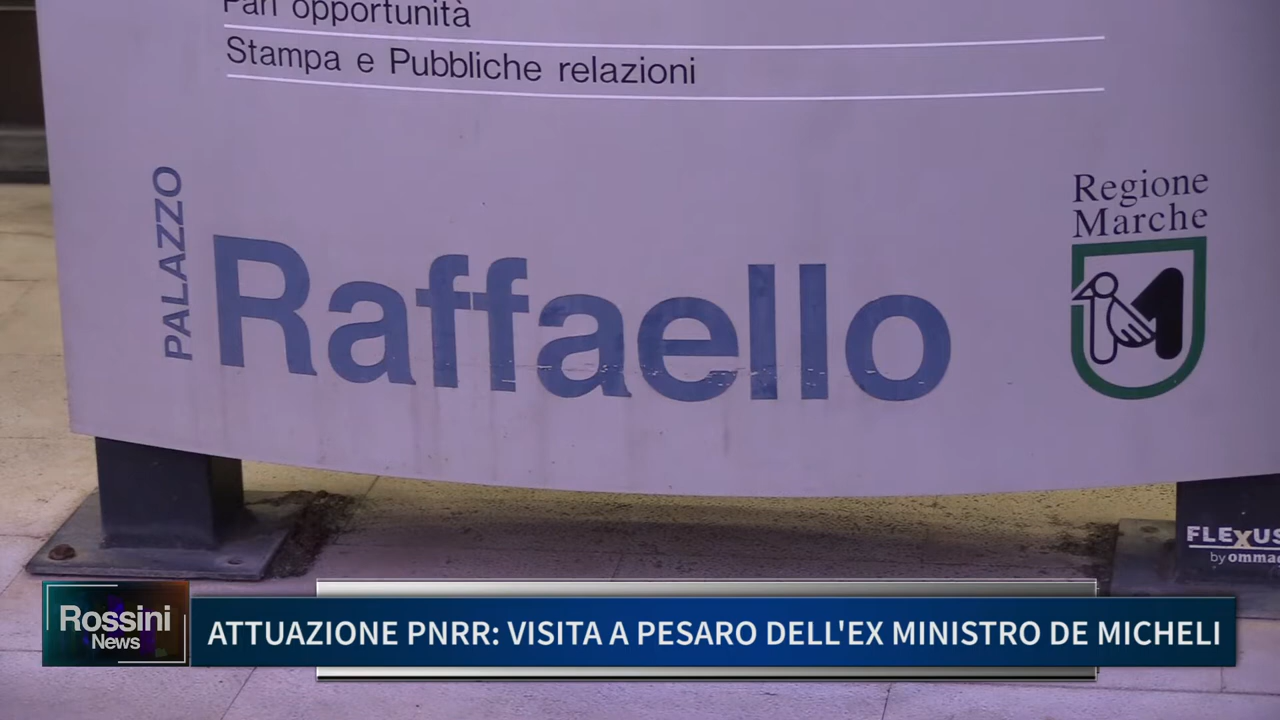 Pari opportunità
Stampa e Pubbliche relazioni
PALAZZO
Raffaello
Regione
Marche
FLEXUS
by omma
Rossini
News
ATTUAZIONE PNRR: VISITA A PESARO DELL'EX MINISTRO DE MICHELI